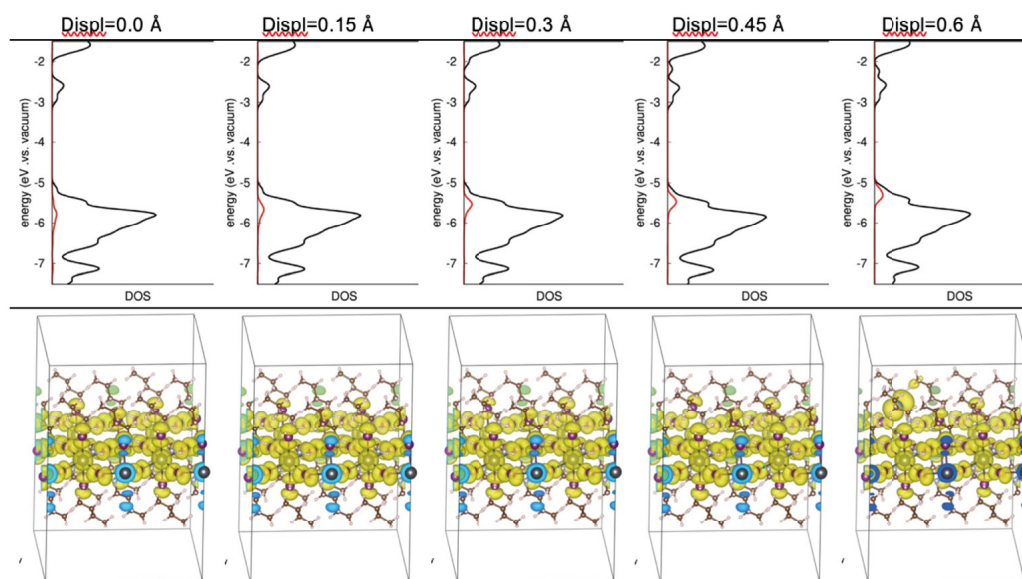 Displ=0.0 Å
Displ=0.15 Å
Displ=0.3 Å
Displ=0.45 Å
Displ=0.6 Å
energy (eV .vs. vacuum)
-2
-3
-4
-5
-6
-7
DOS
energy (eV .vs. vacuum)
-2
-3
-4
-5
-6
-7
DOS
energy (eV .vs. vacuum)
-2
-3
-4
-5
-6
-7
DOS
energy (eV .vs. vacuum)
-2
-3
-4
-5
-6
-7
DOS
energy (eV .vs. vacuum)
-2
-3
-4
-5
-6
-7
DOS